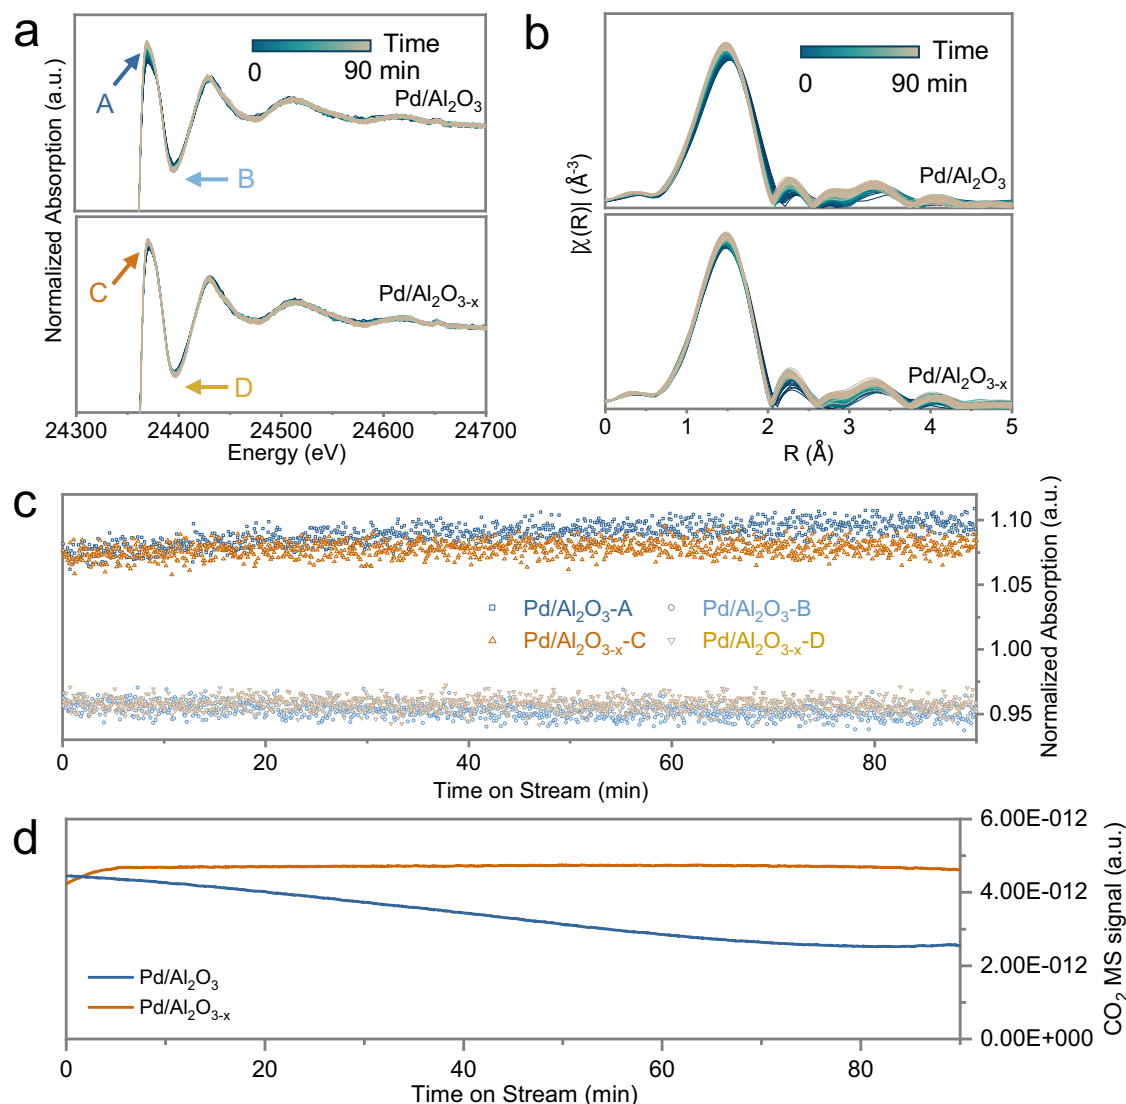 a
Normalized Absorption (a.u.)
Time
0 90 min
A
B
Pd/Al₂O₃
C
D
Pd/Al₂O₃₋ₓ
24300 24400 24500 24600 24700
Energy (eV)
b
|χ(R)| (Å⁻³)
Time
0 90 min
Pd/Al₂O₃
Pd/Al₂O₃₋ₓ
0 1 2 3 4 5
R (Å)
c
1.10
1.05
1.00
0.95
Normalized Absorption (a.u.)
Pd/Al₂O₃-A Pd/Al₂O₃-B
Pd/Al₂O₃₋ₓ-C Pd/Al₂O₃₋ₓ-D
0 20 40 60 80
Time on Stream (min)
d
6.00E-012
4.00E-012
2.00E-012
0.00E+000
CO₂ MS signal (a.u.)
Pd/Al₂O₃
Pd/Al₂O₃₋ₓ
0 20 40 60 80
Time on Stream (min)